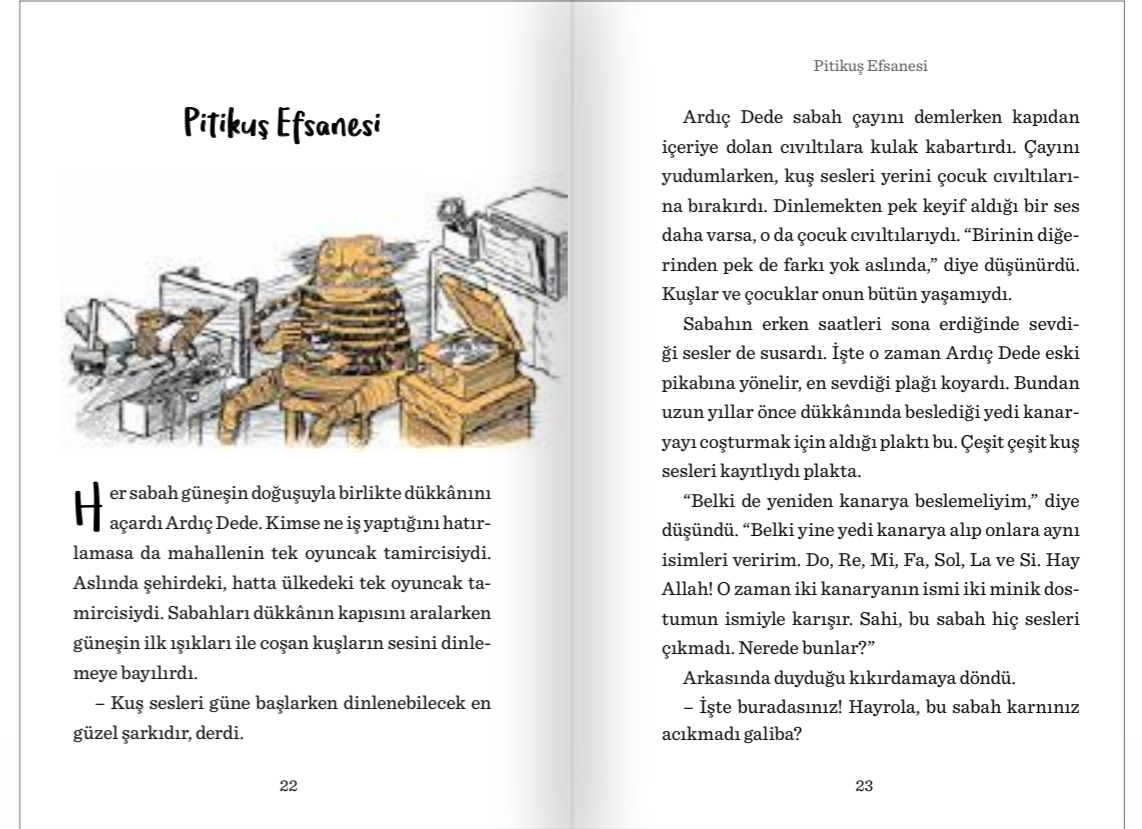 Pitikuş Efsanesi
Her sabah güneşin doğuşuyla birlikte dükkânını
açardı Ardıç Dede. Kimse ne iş yaptığını hatır-
lamasa da mahallenin tek oyuncak tamircisiydi.
Aslında şehirdeki, hatta ülkedeki tek oyuncak ta-
mircisiydi. Sabahları dükkânın kapısını aralarken
güneşin ilk ışıkları ile coşan kuşların sesini dinle-
meye bayılırdı.
– Kuş sesleri güne başlarken dinlenebilecek en
güzel şarkıdır, derdi.
22
Pitikuş Efsanesi
Ardıç Dede sabah çayını demlerken kapıdan
içeriye dolan cıvıltılara kulak kabartırdı. Çayını
yudumlarken, kuş sesleri yerini çocuk cıvıltıları-
na bırakırdı. Dinlemekten pek keyif aldığı bir ses
daha varsa, o da çocuk cıvıltılarıydı. “Birinin diğe-
rinden pek de farkı yok aslında,” diye düşünürdü.
Kuşlar ve çocuklar onun bütün yaşamıydı.
Sabahın erken saatleri sona erdiğinde sevdi-
ği sesler de susardı. İşte o zaman Ardıç Dede eski
pikabına yönelir, en sevdiği plağı koyardı. Bundan
uzun yıllar önce dükkânında beslediği yedi kanar-
yayı coşturmak için aldığı plaktı bu. Çeşit çeşit kuş
sesleri kayıtlıydı plakta.
“Belki de yeniden kanarya beslemeliyim,” diye
düşündü. “Belki yine yedi kanarya alıp onlara aynı
isimleri veririm. Do, Re, Mi, Fa, Sol, La ve Si. Hay
Allah! O zaman iki kanaryanın ismi iki minik dos-
tumun ismiyle karışır. Sahi, bu sabah hiç sesleri
çıkmadı. Nerede bunlar?”
Arkasında duyduğu kıkırdamaya döndü.
– İşte buradasınız! Hayrola, bu sabah karnınız
acıkmadı galiba?
23